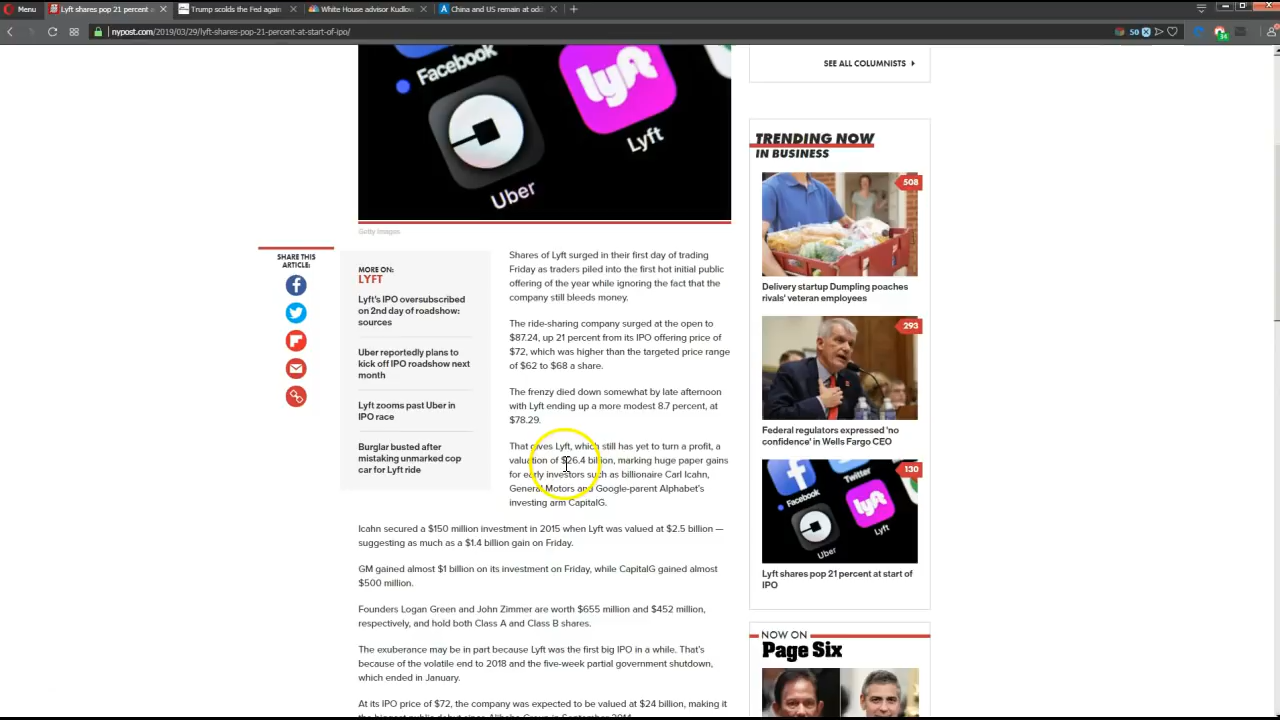 Menu
Lyft shares pop 21 percent a
Trump scolds the Fed again
White House advisor Kudlow
China and US remain at odd
nypost.com/2019/03/29/lyft-shares-pop-21-percent-at-start-of-ipo/
50
Facebook
Uber
Lyft
Getty Images
SHARE THIS
ARTICLE:
MORE ON:
LYFT
Lyft's IPO oversubscribed
on 2nd day of roadshow:
sources
Uber reportedly plans to
kick off IPO roadshow next
month
Lyft zooms past Uber in
IPO race
Burglar busted after
mistaking unmarked cop
car for Lyft ride
Shares of Lyft surged in their first day of trading
Friday as traders piled into the first hot initial public
offering of the year while ignoring the fact that the
company still bleeds money.
The ride-sharing company surged at the open to
$87.24, up 21 percent from its IPO offering price of
$72, which was higher than the targeted price range
of $62 to $68 a share.
The frenzy died down somewhat by late afternoon
with Lyft ending up a more modest 8.7 percent, at
$78.29.
That gives Lyft, which still has yet to turn a profit, a
valuation of $26.4 billion, marking huge paper gains
for early investors such as billionaire Carl Icahn,
General Motors and Google-parent Alphabet's
investing arm CapitalG.
Icahn secured a $150 million investment in 2015 when Lyft was valued at $2.5 billion —
suggesting as much as a $1.4 billion gain on Friday.
GM gained almost $1 billion on its investment on Friday, while CapitalG gained almost
$500 million.
Founders Logan Green and John Zimmer are worth $655 million and $452 million,
respectively, and hold both Class A and Class B shares.
The exuberance may be in part because Lyft was the first big IPO in a while. That's
because of the volatile end to 2018 and the five-week partial government shutdown,
which ended in January.
At its IPO price of $72, the company was expected to be valued at $24 billion, making it
the biggest public debut since Alibaba Group in September 2014.
SEE ALL COLUMNISTS
TRENDING NOW
IN BUSINESS
508
Delivery startup Dumpling poaches
rivals' veteran employees
293
Federal regulators expressed 'no
confidence' in Wells Fargo CEO
130
Facebook
Twitter
Uber
Lyft
Lyft shares pop 21 percent at start of
IPO
NOW ON
Page Six